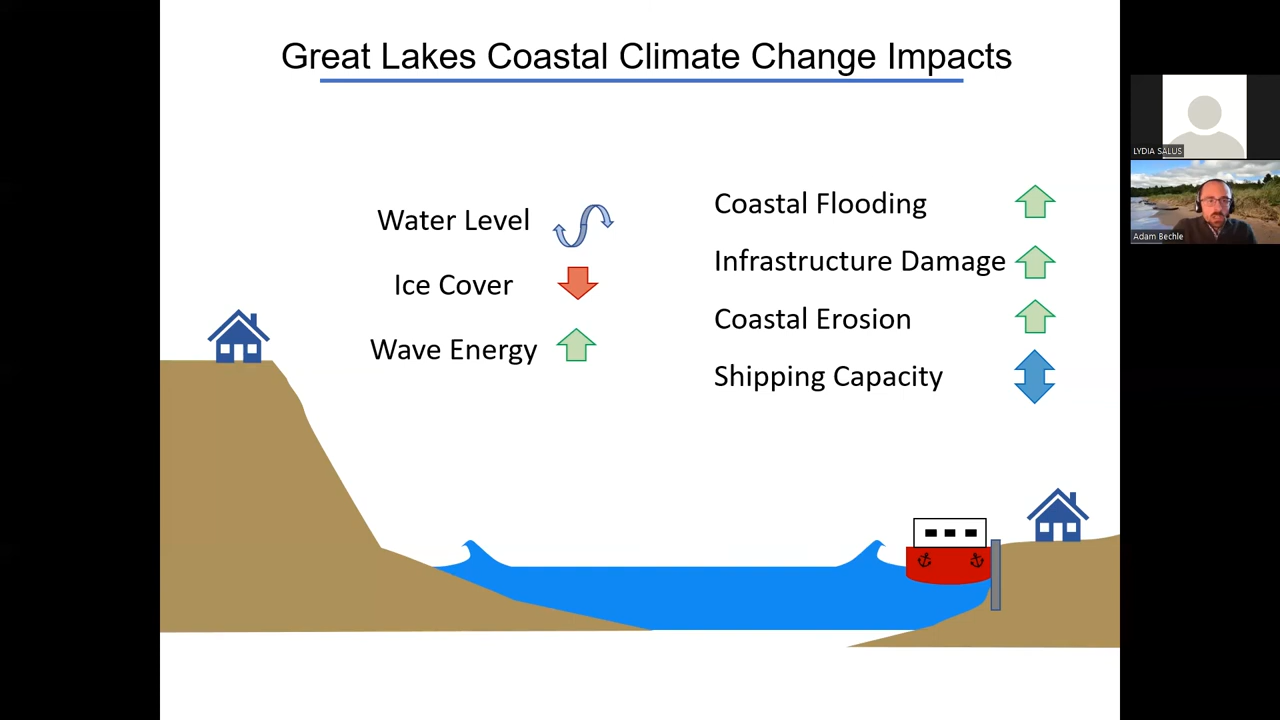 Great Lakes Coastal Climate Change Impacts
Water Level
Ice Cover
Wave Energy
Coastal Flooding
Infrastructure Damage
Coastal Erosion
Shipping Capacity
LYDIA SALUS
Adam Bechle